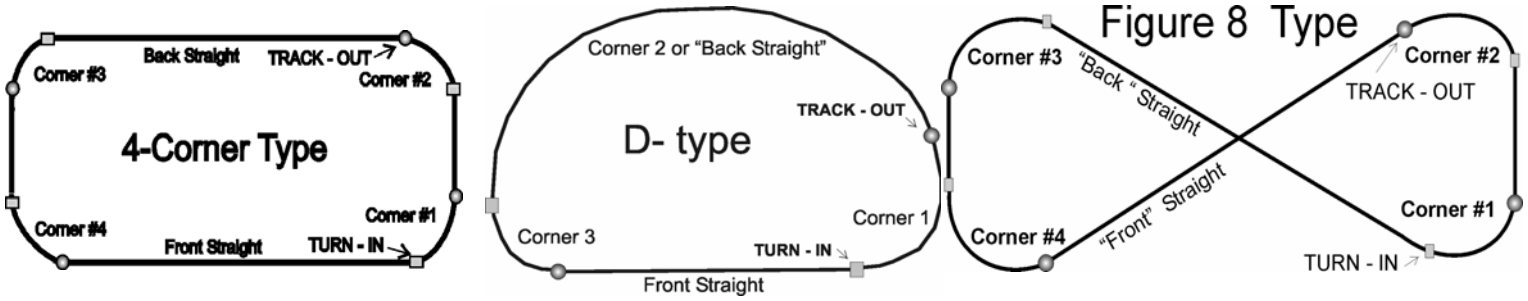 Back Straight
TRACK - OUT
Corner #3
Corner #2
4-Corner Type
Corner #1
Corner #4
Front Straight
TURN - IN
Corner 2 or “Back Straight”
TRACK - OUT
D- type
Corner 1
Corner 3
TURN - IN
Front Straight
Figure 8 Type
Corner #3
"Back " Straight
Corner #2
TRACK - OUT
"Front" Straight
Corner #1
Corner #4
TURN - IN